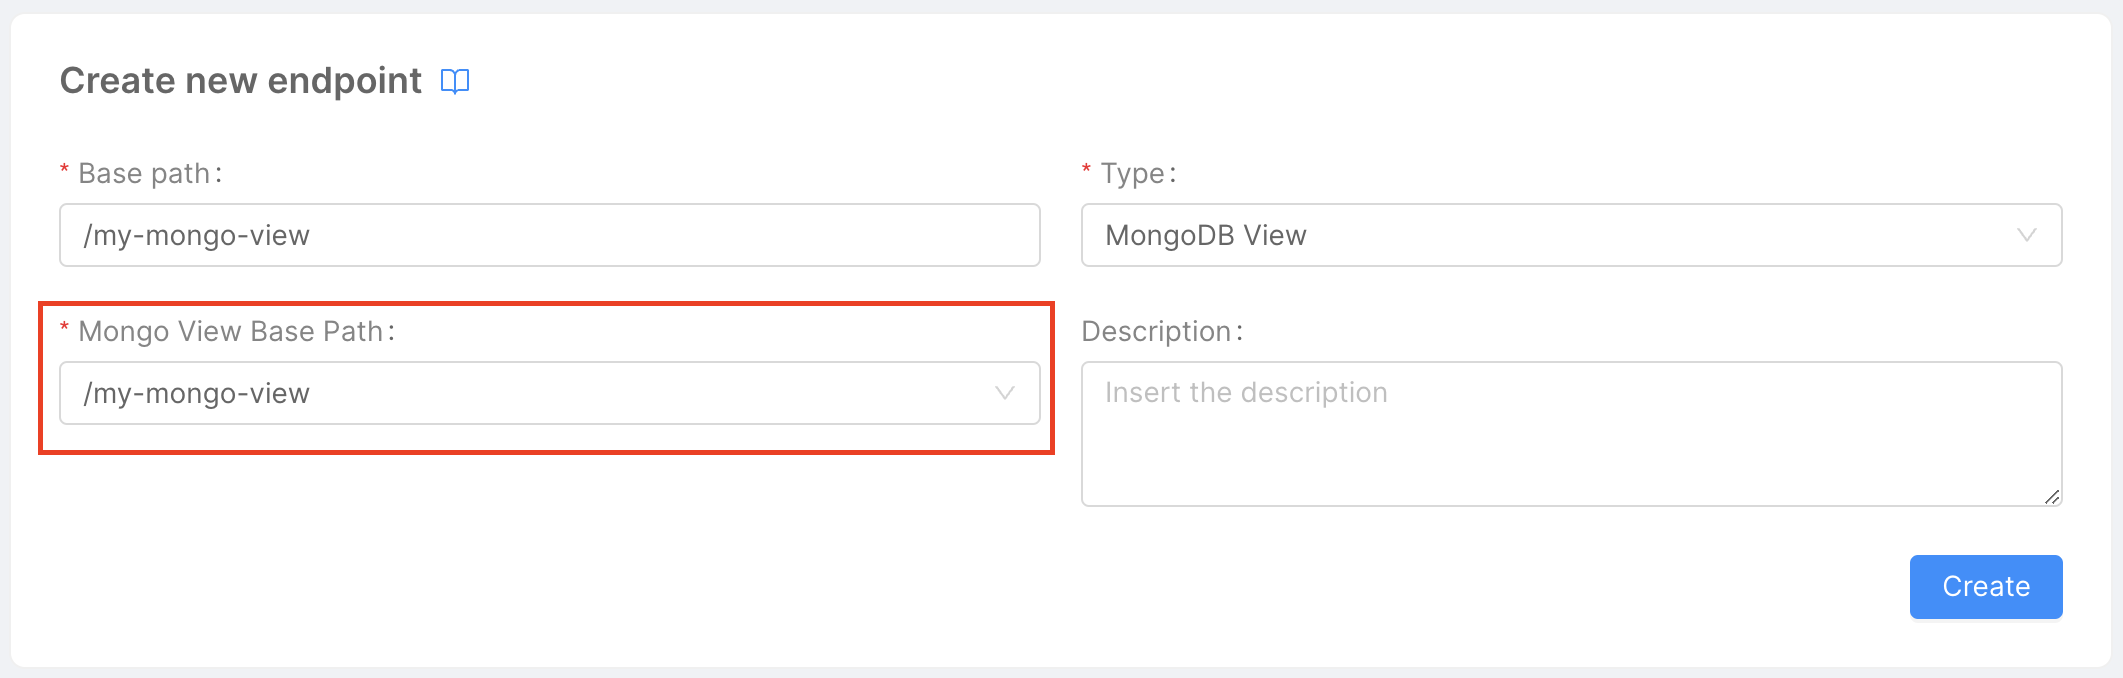 Create new endpoint
* Base path:
/my-mongo-view
* Type:
MongoDB View
* Mongo View Base Path:
/my-mongo-view
Description:
Insert the description
Create